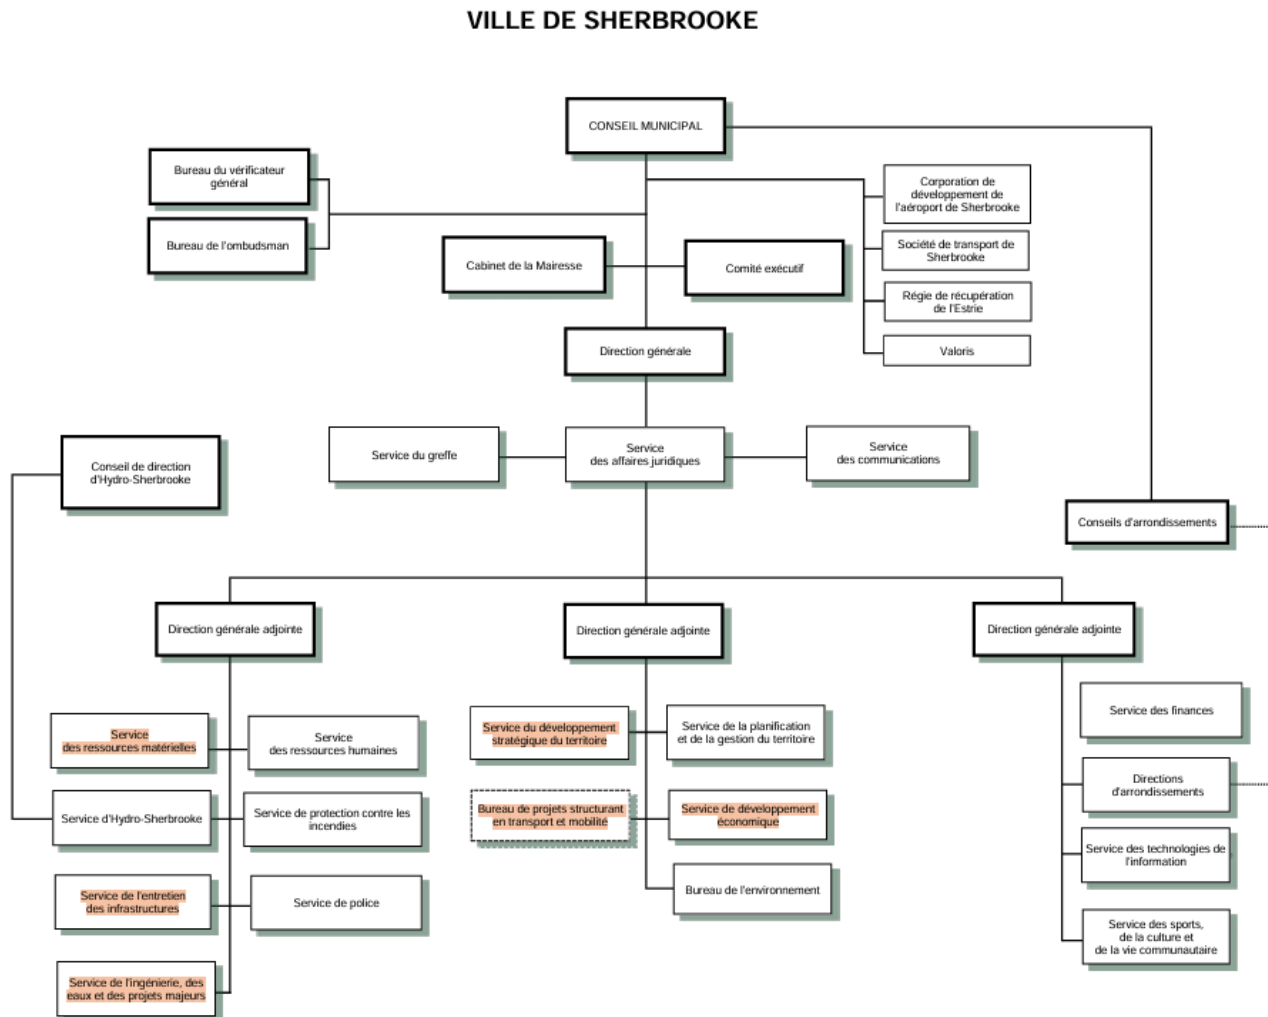 VILLE DE SHERBROOKE
CONSEIL MUNICIPAL
Bureau du vérificateur
général
Bureau de l'ombudsman
Corporation de
développement de
l'aéroport de Sherbrooke
Société de transport de
Sherbrooke
Régie de récupération
de l'Estrie
Valoris
Cabinet de la Mairesse
Comité exécutif
Direction générale
Service du greffe
Service
des affaires juridiques
Service
des communications
Conseil de direction
d'Hydro-Sherbrooke
Conseils d'arrondissements
Direction générale adjointe
Direction générale adjointe
Direction générale adjointe
Service
des ressources matérielles
Service
des ressources humaines
Service d'Hydro-Sherbrooke
Service de protection contre les
incendies
Service de l'entretien
des infrastructures
Service de police
Service de l'ingénierie, des
eaux et des projets majeurs
Service du développement
stratégique du territoire
Service de la planification
et de la gestion du territoire
Bureau de projets structurant
en transport et mobilité
Service de développement
économique
Bureau de l'environnement
Service des finances
Directions
d'arrondissements
Service des technologies de
l'information
Service des sports,
de la culture et
de la vie communautaire